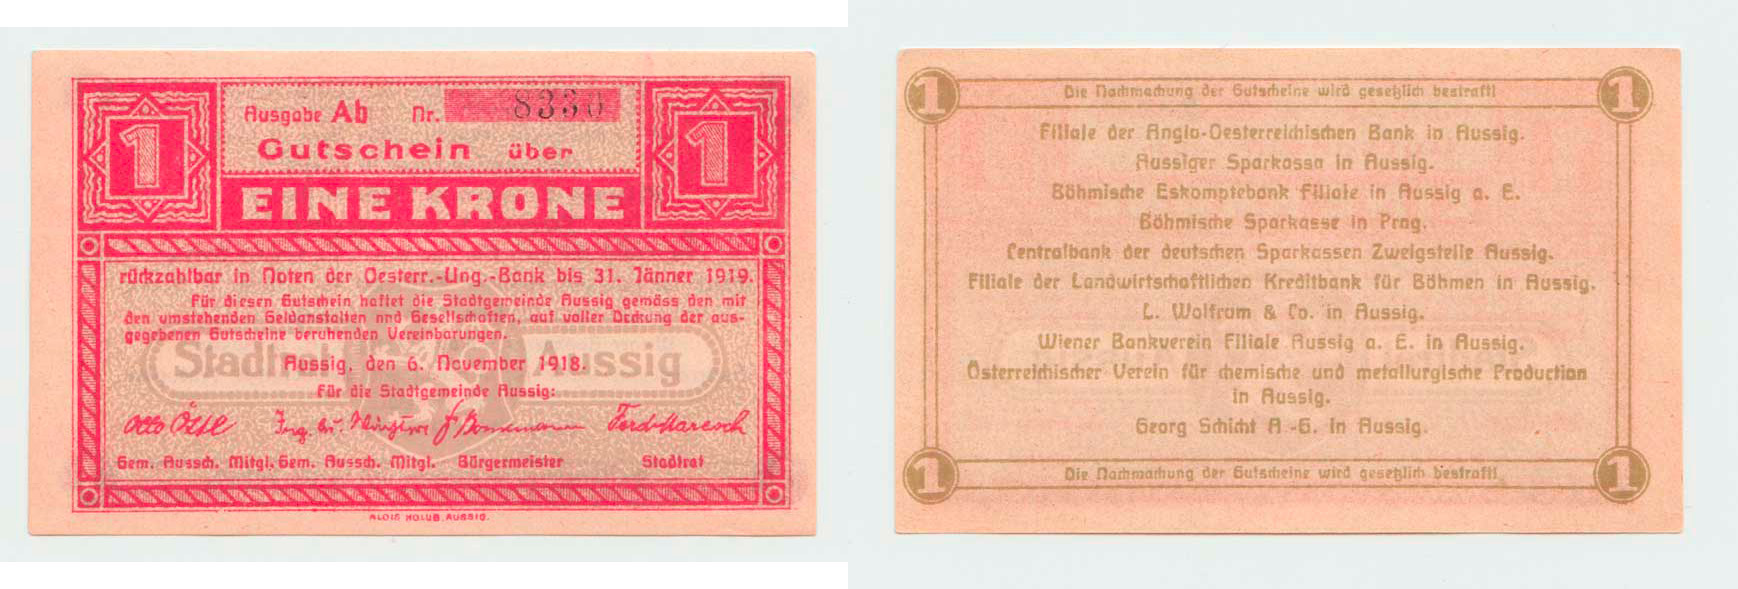 1
Ausgabe Ab Nr. 8330
Gutschein über
EINE KRONE
1
rückzahlbar in Noten der Oesterr.-Ung.-Bank bis 31. Jänner 1919.
Für diesen Gutschein haftet die Stadtgemeinde Aussig gemäss den mit
den umstehenden Geldanstalten nnd Gesellschaften, auf voller Deckung der aus-
gegebenen Gutscheine beruhenden Vereinbarungen.
Stadtrat Aussig
Aussig, den 6. November 1918.
Für die Stadtgemeinde Aussig:
Ferd. Maresch
Gem. Aussch. Mitgl. Gem. Aussch. Mitgl. Bürgermeister Stadtrat
ALOIS HOLUB, AUSSIG.
1 1
Die Nachmachung der Gutscheine wird gesetzlich bestraft!
Filiale der Anglo-Oesterreichischen Bank in Aussig.
Aussiger Sparkassa in Aussig.
Böhmische Eskomptebank Filiale in Aussig a. E.
Böhmische Sparkasse in Prag.
Centralbank der deutschen Sparkassen Zweigstelle Aussig.
Filiale der Landwirtschaftlichen Kreditbank für Böhmen in Aussig.
L. Wolfrum & Co. in Aussig.
Wiener Bankverein Filiale Aussig a. E. in Aussig.
Österreichischer Verein für chemische und metallurgische Production
in Aussig.
Georg Schicht A -G. in Aussig.
1 1
Die Nachmachung der Gutscheine wird gesetzlich bestraft!